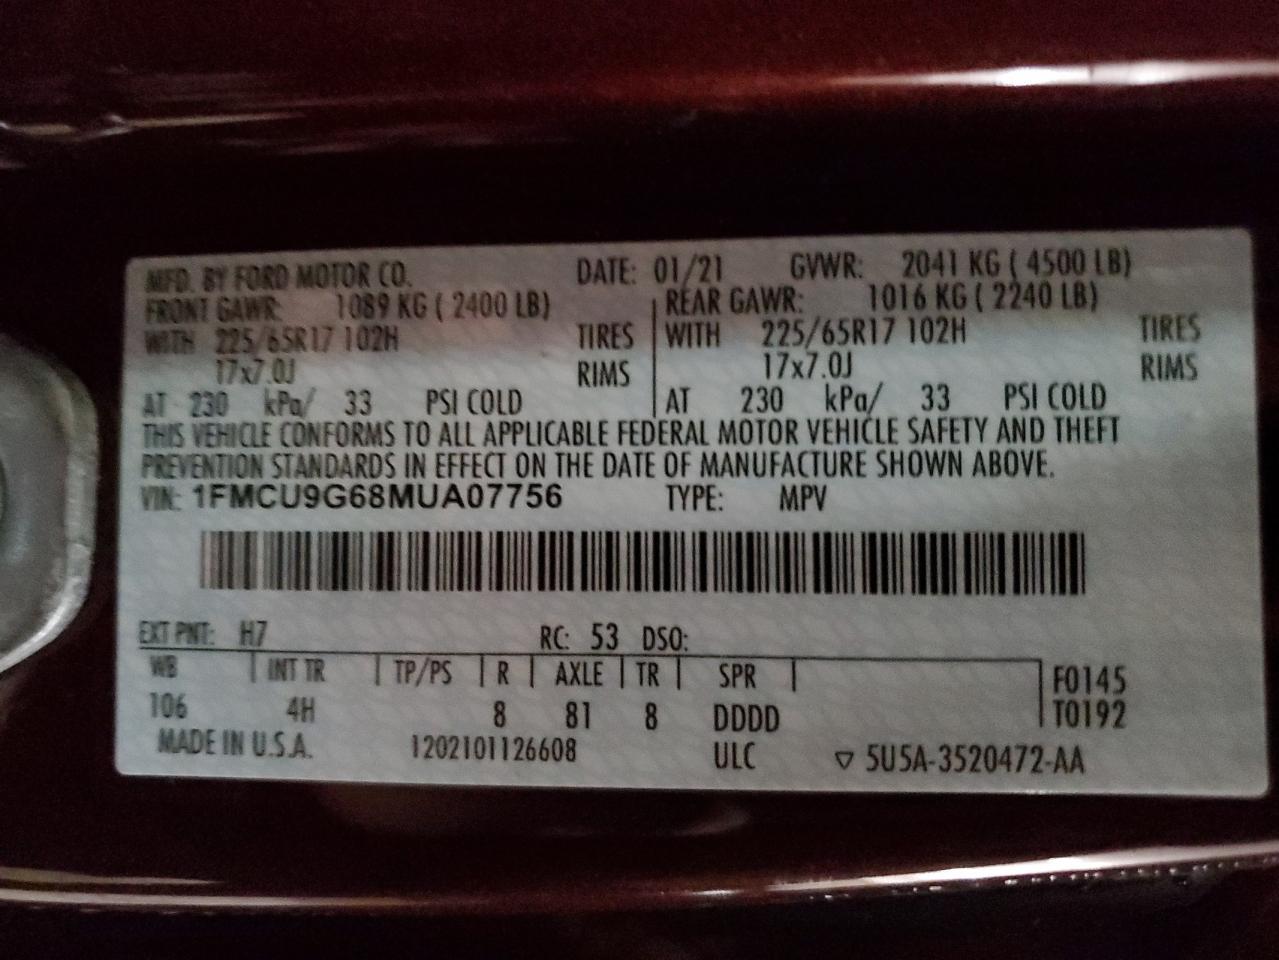 MFD. BY FORD MOTOR CO. DATE: 01/21 GVWR: 2041 KG ( 4500 LB)
FRONT GAWR: 1089 KG ( 2400 LB) REAR GAWR: 1016 KG ( 2240 LB)
WITH 225/65R17 102H TIRES WITH 225/65R17 102H TIRES
17x7.0J RIMS 17x7.0J RIMS
AT 230 kPa/ 33 PSI COLD AT 230 kPa/ 33 PSI COLD
THIS VEHICLE CONFORMS TO ALL APPLICABLE FEDERAL MOTOR VEHICLE SAFETY AND THEFT
PREVENTION STANDARDS IN EFFECT ON THE DATE OF MANUFACTURE SHOWN ABOVE.
VIN: 1FMCU9G68MUA07756 TYPE: MPV
EXT PNT: H7 RC: 53 DSO:
WB INT TR TP/PS R AXLE TR SPR F0145
106 4H 8 81 8 DDDD T0192
MADE IN U.S.A. 1202101126608 ULC ▽ 5U5A-3520472-AA